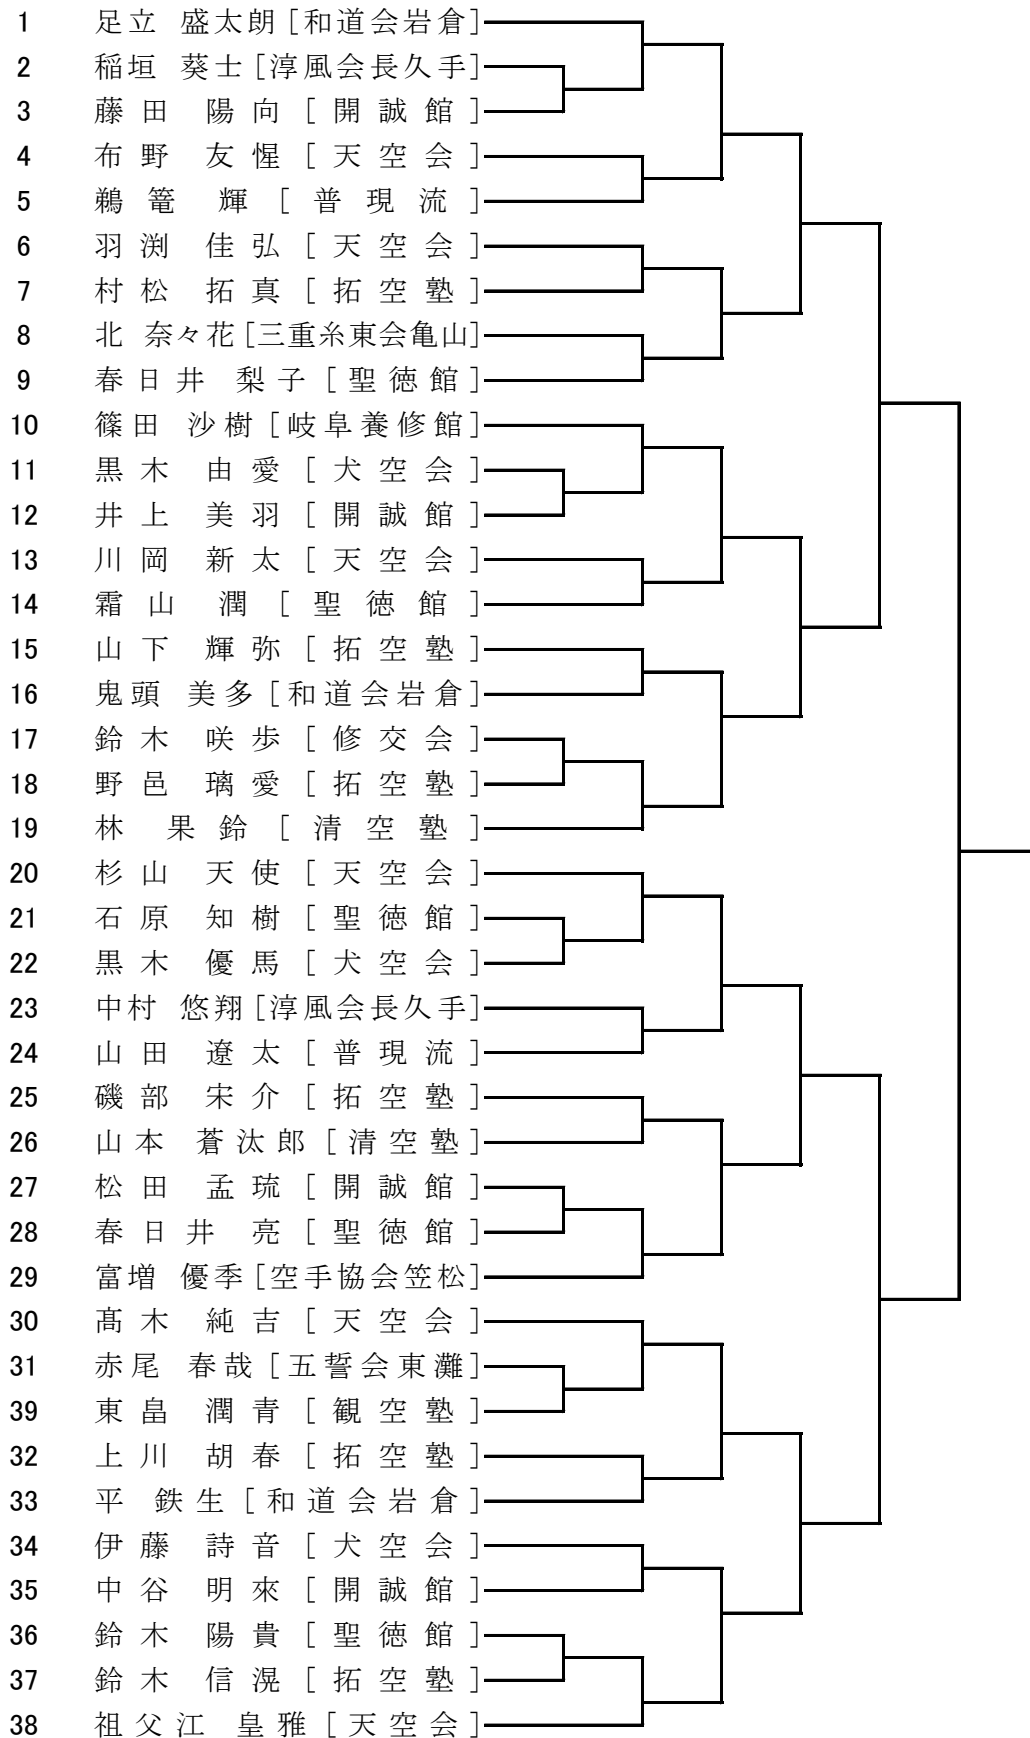 1 足立 盛太朗[和道会岩倉]
2 稲垣 葵士[淳風会長久手]
3 藤田 陽向[開誠館]
4 布野 友惺[天空会]
5 鵜篭 輝[普現流]
6 羽渕 佳弘[天空会]
7 村松 拓真[拓空塾]
8 北 奈々花[三重糸東会亀山]
9 春日井 梨子[聖徳館]
10 篠田 沙樹[岐阜養修館]
11 黒木 由愛[犬空会]
12 井上 美羽[開誠館]
13 川岡 新太[天空会]
14 霜山 潤[聖徳館]
15 山下 輝弥[拓空塾]
16 鬼頭 美多[和道会岩倉]
17 鈴木 咲歩[修交会]
18 野邑 璃愛[拓空塾]
19 林 果鈴[清空塾]
20 杉山 天使[天空会]
21 石原 知樹[聖徳館]
22 黒木 優馬[犬空会]
23 中村 悠翔[淳風会長久手]
24 山田 遼太[普現流]
25 磯部 宋介[拓空塾]
26 山本 蒼汰郎[清空塾]
27 松田 孟琉[開誠館]
28 春日井 亮[聖徳館]
29 富増 優季[空手協会笠松]
30 髙木 純吉[天空会]
31 赤尾 春哉[五誓会東灘]
39 東畠 潤青[観空塾]
32 上川 胡春[拓空塾]
33 平 鉄生[和道会岩倉]
34 伊藤 詩音[犬空会]
35 中谷 明來[開誠館]
36 鈴木 陽貴[聖徳館]
37 鈴木 信滉[拓空塾]
38 祖父江 皇雅[天空会]